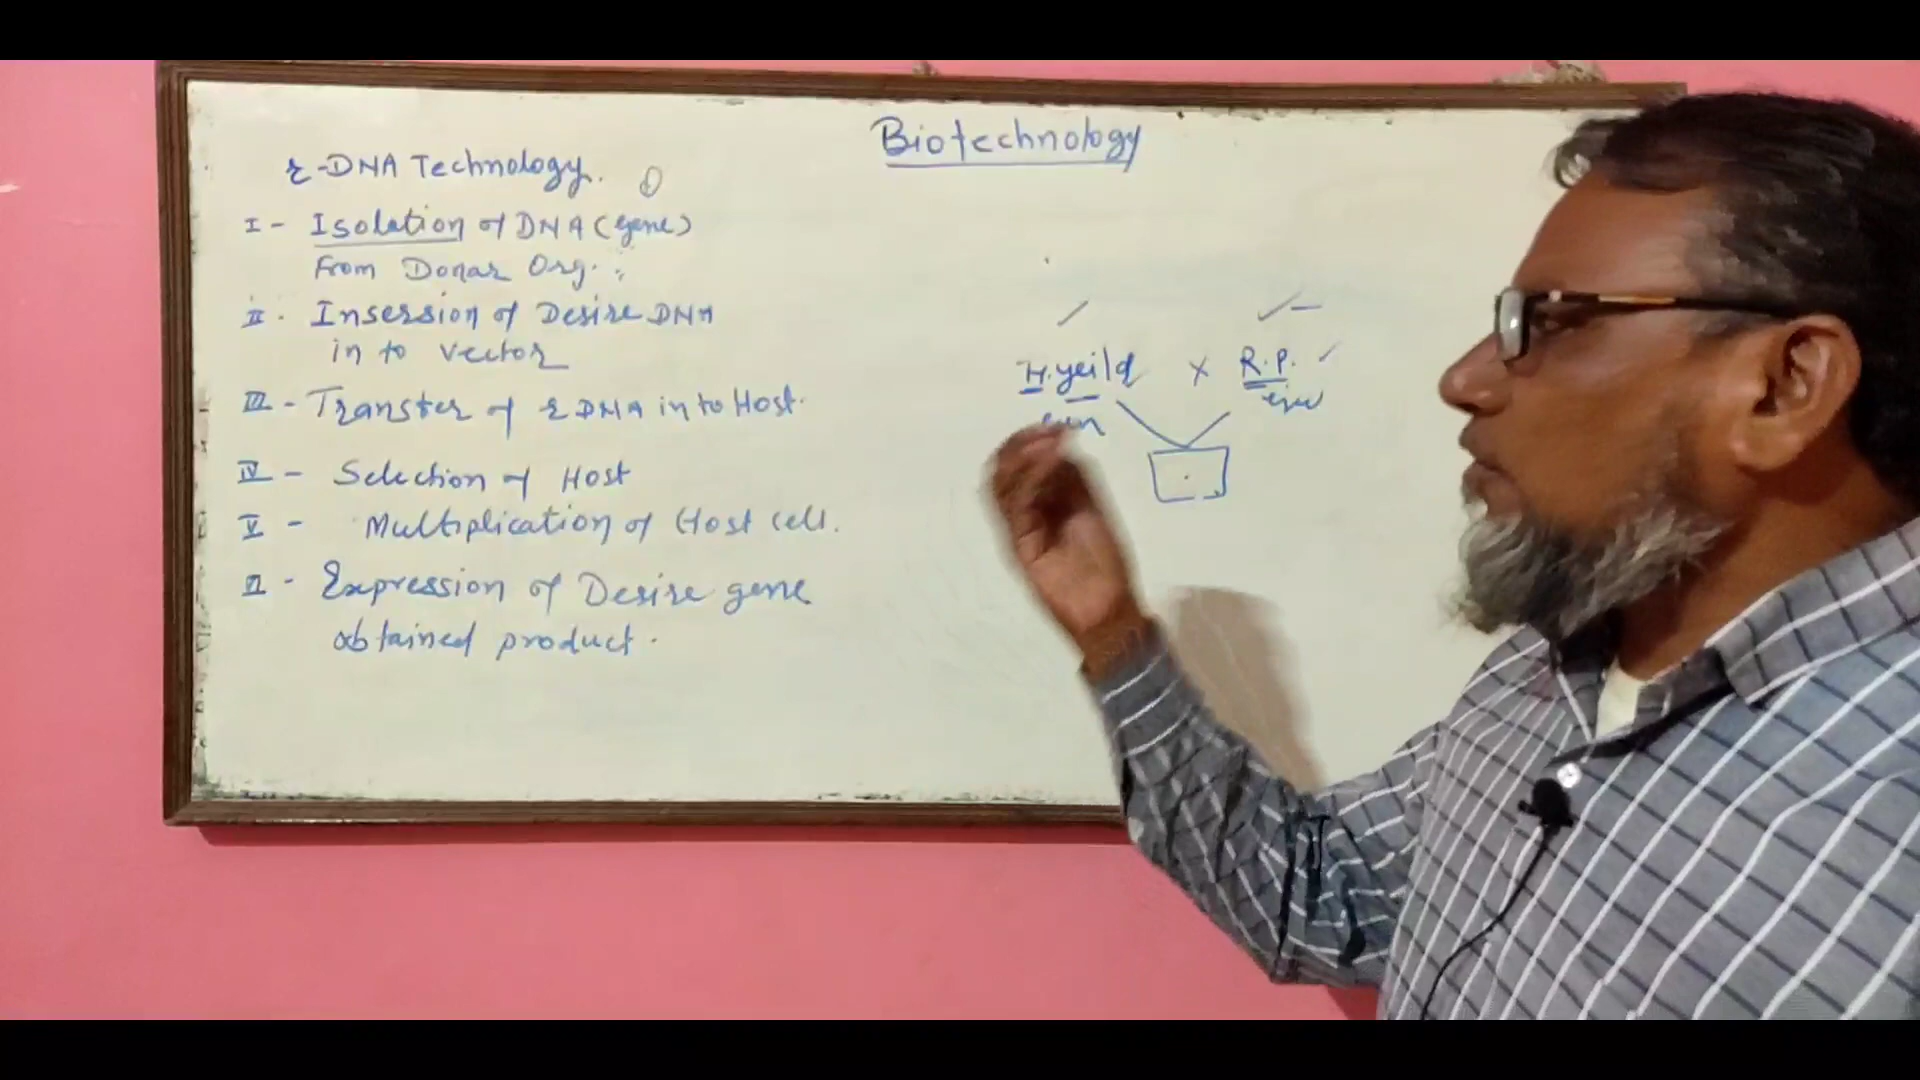 Biotechnology
r-DNA Technology.
I - Isolation of DNA (gene)
From Donar Org.
II. Insersion of Desire DNA
in to vector
III - Transfer of r DNA in to Host.
IV - Selection of Host
V - Multiplication of Host cell.
VI - Expression of Desire gene
obtained product.
H. yeild x R.P.